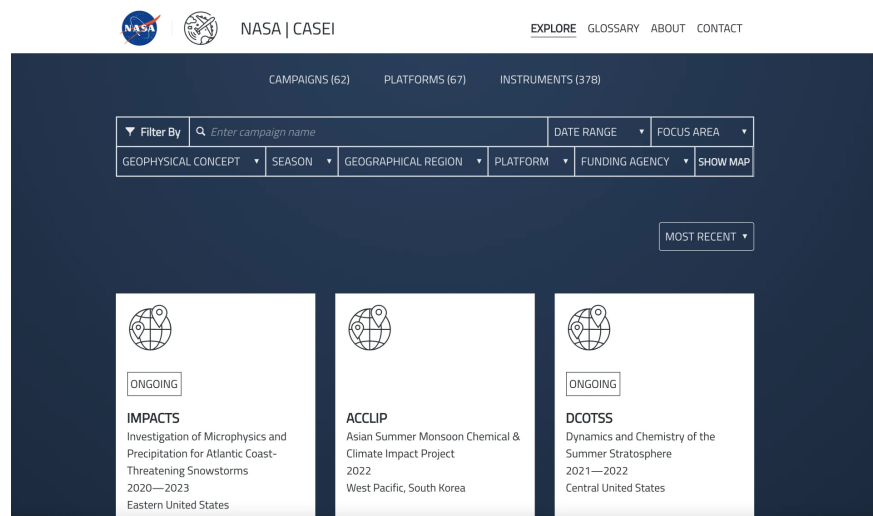 NASA
NASA | CASEI
EXPLORE GLOSSARY ABOUT CONTACT
CAMPAIGNS (62) PLATFORMS (67) INSTRUMENTS (378)
Filter By Enter campaign name DATE RANGE FOCUS AREA
GEOPHYSICAL CONCEPT SEASON GEOGRAPHICAL REGION PLATFORM FUNDING AGENCY SHOW MAP
MOST RECENT
ONGOING
IMPACTS
Investigation of Microphysics and
Precipitation for Atlantic Coast-
Threatening Snowstorms
2020—2023
Eastern United States
ACCLIP
Asian Summer Monsoon Chemical &
Climate Impact Project
2022
West Pacific, South Korea
ONGOING
DCOTSS
Dynamics and Chemistry of the
Summer Stratosphere
2021—2022
Central United States